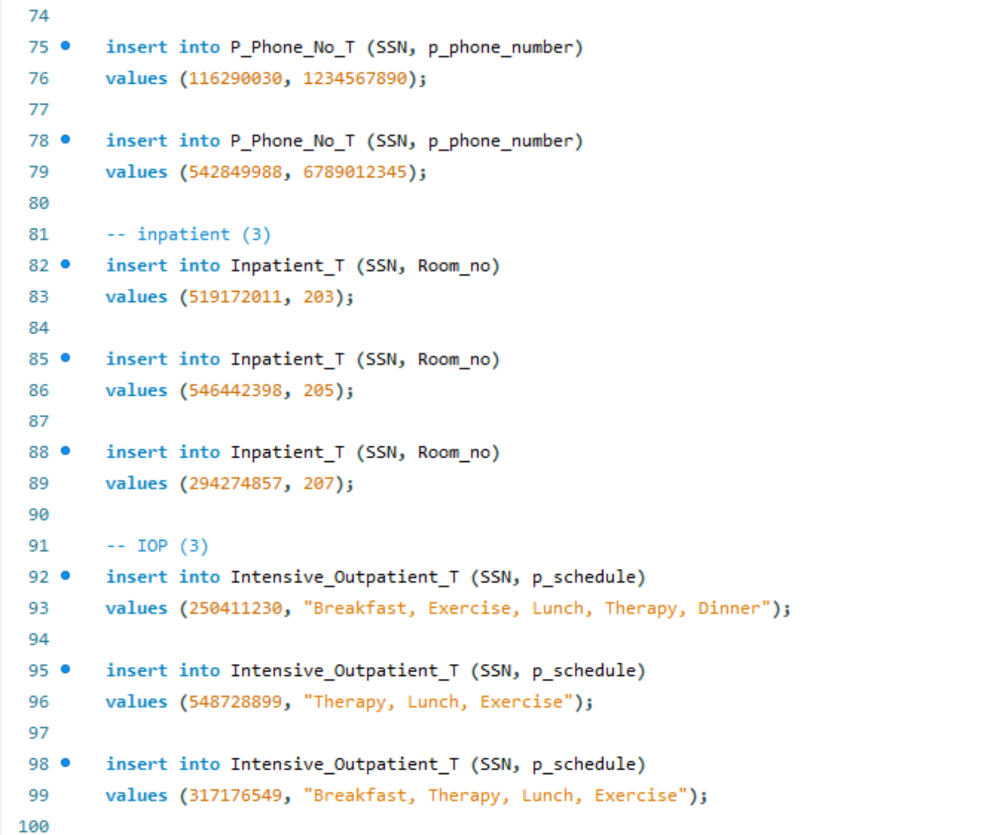 74
75 insert into P_Phone_No_T (SSN, p_phone_number)
76 values (116290030, 1234567890);
77
78 insert into P_Phone_No_T (SSN, p_phone_number)
79 values (542849988, 6789012345);
80
81 -- inpatient (3)
82 insert into Inpatient_T (SSN, Room_no)
83 values (519172011, 203);
84
85 insert into Inpatient_T (SSN, Room_no)
86 values (546442398, 205);
87
88 insert into Inpatient_T (SSN, Room_no)
89 values (294274857, 207);
90
91 -- IOP (3)
92 insert into Intensive_Outpatient_T (SSN, p_schedule)
93 values (250411230, "Breakfast, Exercise, Lunch, Therapy, Dinner");
94
95 insert into Intensive_Outpatient_T (SSN, p_schedule)
96 values (548728899, "Therapy, Lunch, Exercise");
97
98 insert into Intensive_Outpatient_T (SSN, p_schedule)
99 values (317176549, "Breakfast, Therapy, Lunch, Exercise");
100